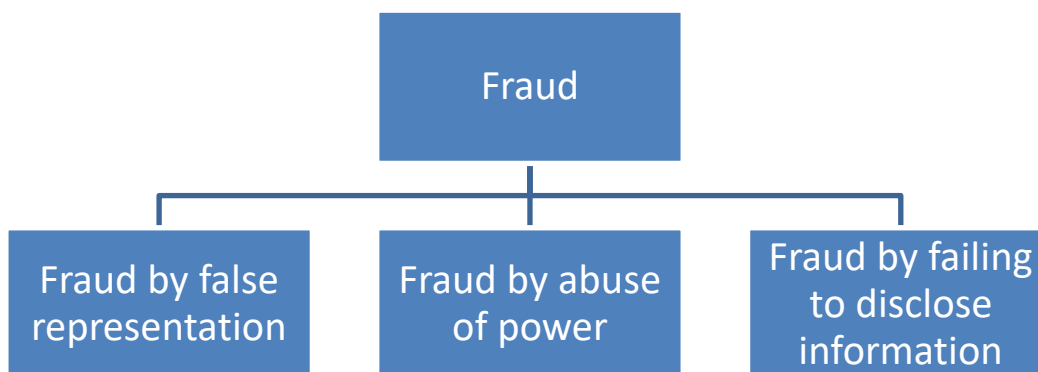 Fraud
Fraud by false
representation
Fraud by abuse
of power
Fraud by failing
to disclose
information